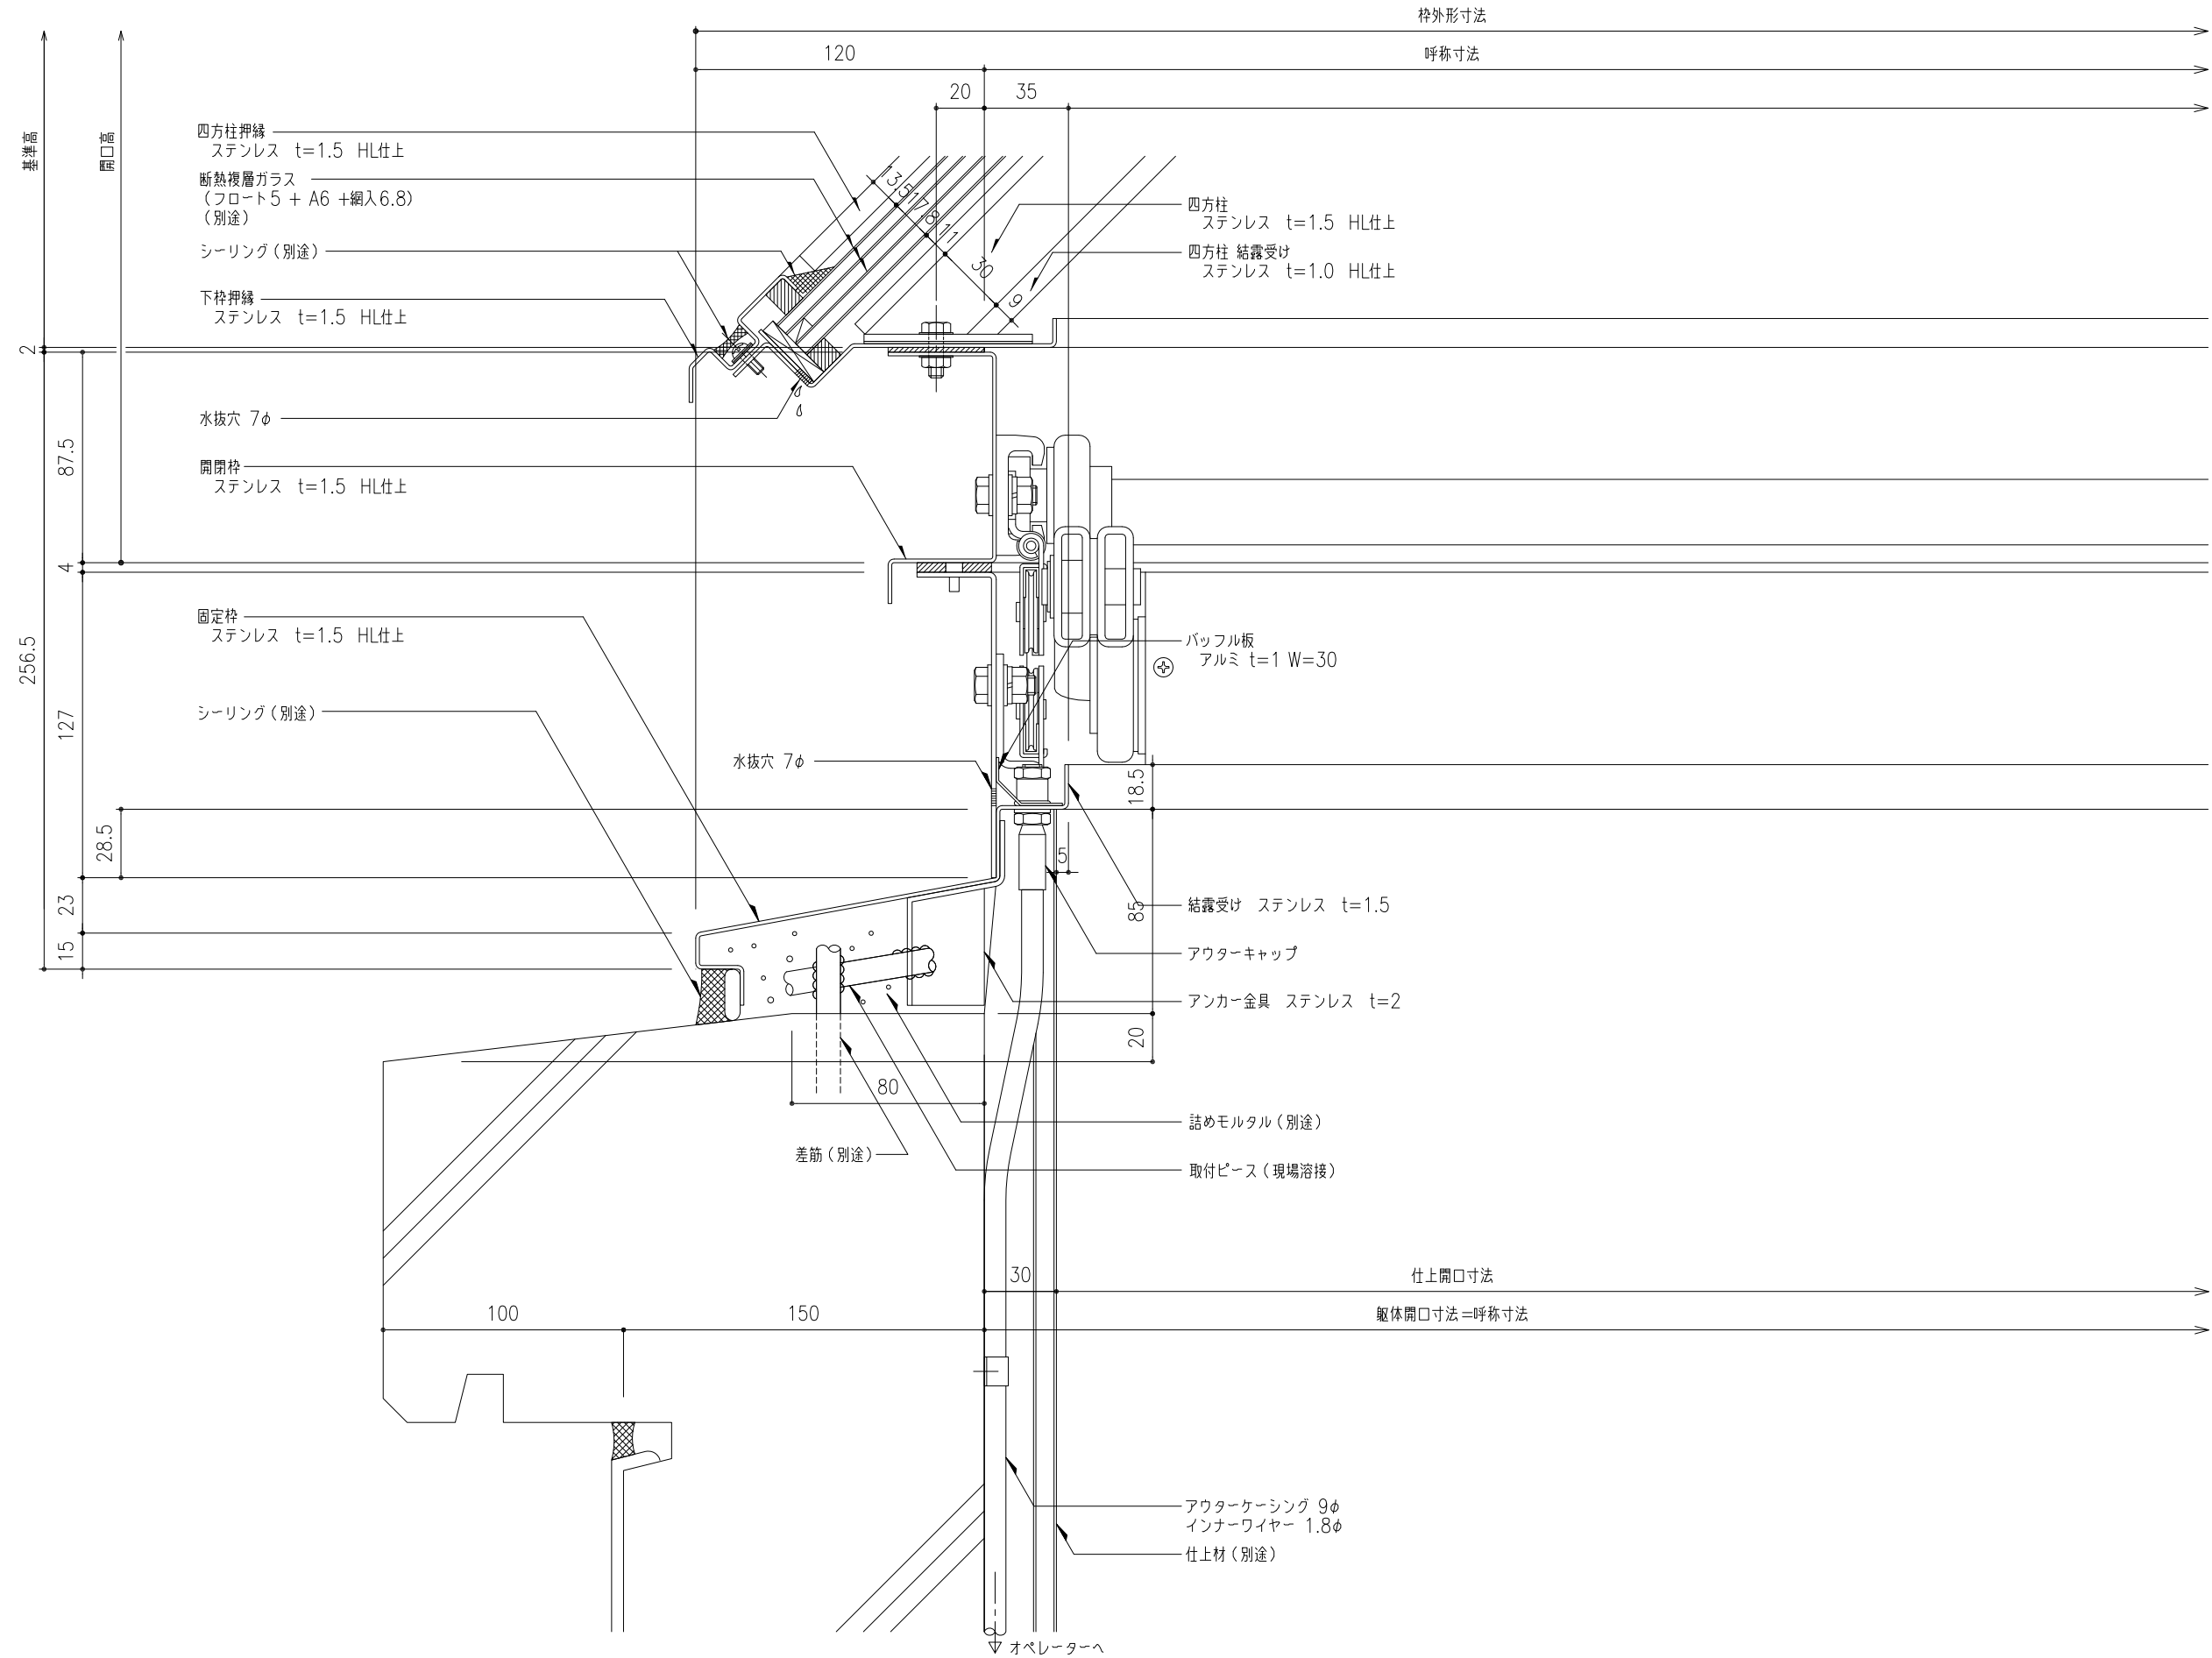 枠外形寸法
120
呼称寸法
20
35
基準高
開口高
四方柱押縁
ステンレス t=1.5 HL仕上
断熱複層ガラス
(フロート5 + A6 +網入6.8)
(別途)
シーリング(別途)
下枠押縁
ステンレス t=1.5 HL仕上
13.5
17.8
11
30
9
四方柱
ステンレス t=1.5 HL仕上
四方柱 結露受け
ステンレス t=1.0 HL仕上
2
水抜穴 7φ
87.5
開閉枠
ステンレス t=1.5 HL仕上
4
固定枠
ステンレス t=1.5 HL仕上
256.5
バッフル板
アルミ t=1 W=30
シーリング(別途)
127
水抜穴 7φ
18.5
28.5
5
23
85
結露受け ステンレス t=1.5
15
アウターキャップ
アンカー金具 ステンレス t=2
20
80
詰めモルタル(別途)
差筋(別途)
取付ピース(現場溶接)
30
仕上開口寸法
100
150
躯体開口寸法=呼称寸法
アウターケーシング 9φ
インナーワイヤー 1.8φ
仕上材(別途)
オペレーターへ